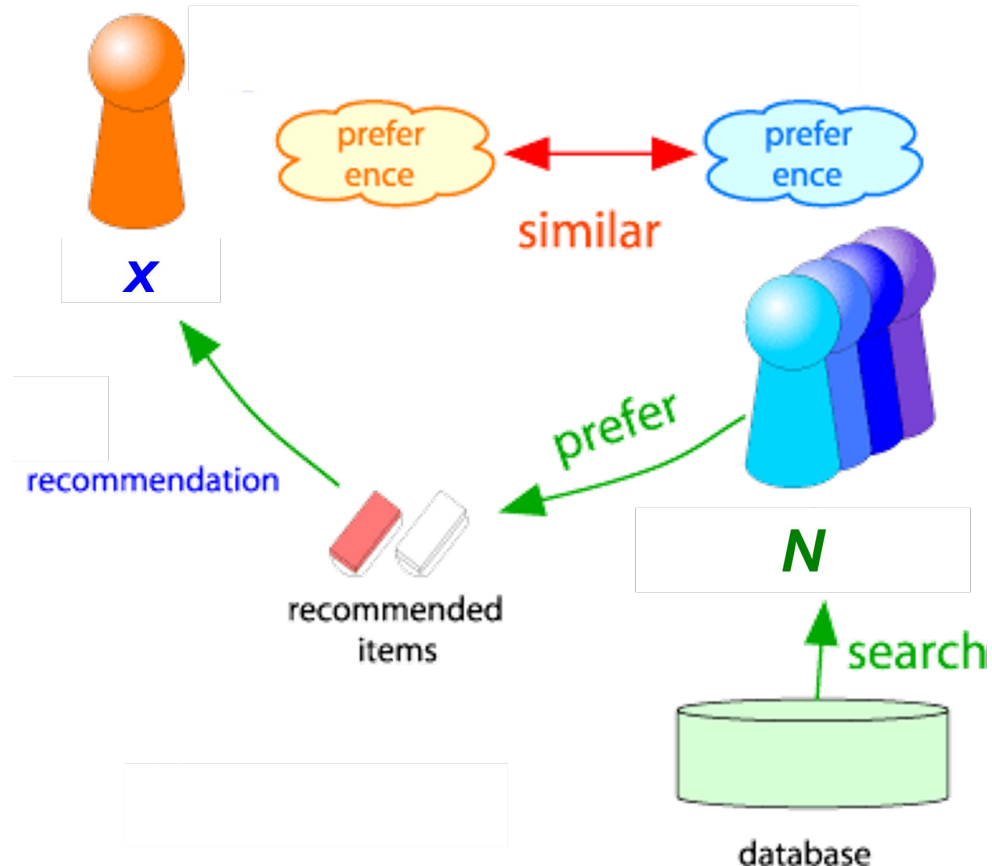 prefer
ence
prefer
ence
similar
x
prefer
recommendation
N
recommended
items
search
database